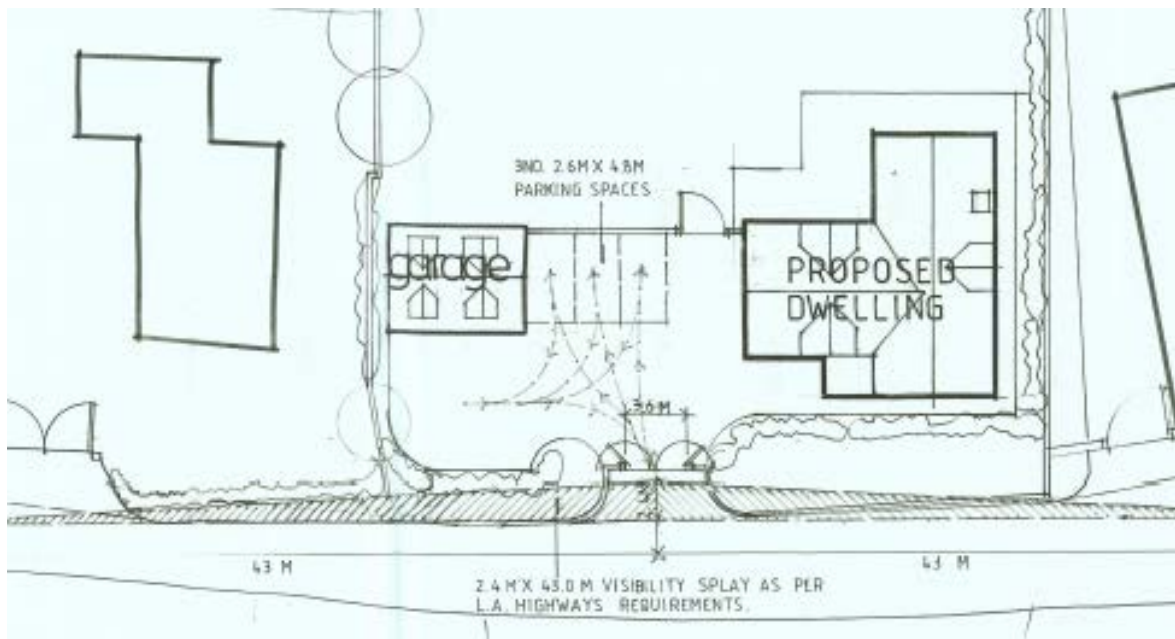 3NO. 2.6M X 4.8M
PARKING SPACES
garage
PROPOSED
DWELLING
3.6 M
43 M
43 M
2.4 M X 43.0 M VISIBILITY SPLAY AS PER
L.A. HIGHWAYS REQUIREMENTS.